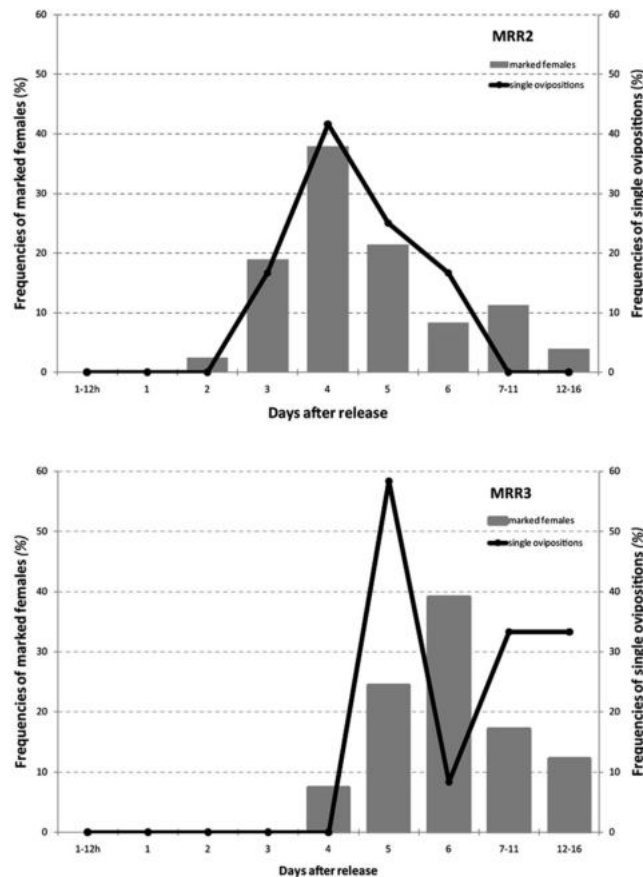 MRR2
marked females
single ovipositions
Frequencies of marked females (%)
Frequencies of single ovipositions (%)
60
50
40
30
20
10
0
60
50
40
30
20
10
0
1-12h 1 2 3 4 5 6 7-11 12-16
Days after release
MRR3
marked females
single ovipositions
Frequencies of marked females (%)
Frequencies of single ovipositions (%)
60
50
40
30
20
10
0
60
50
40
30
20
10
0
1-12h 1 2 3 4 5 6 7-11 12-16
Days after release